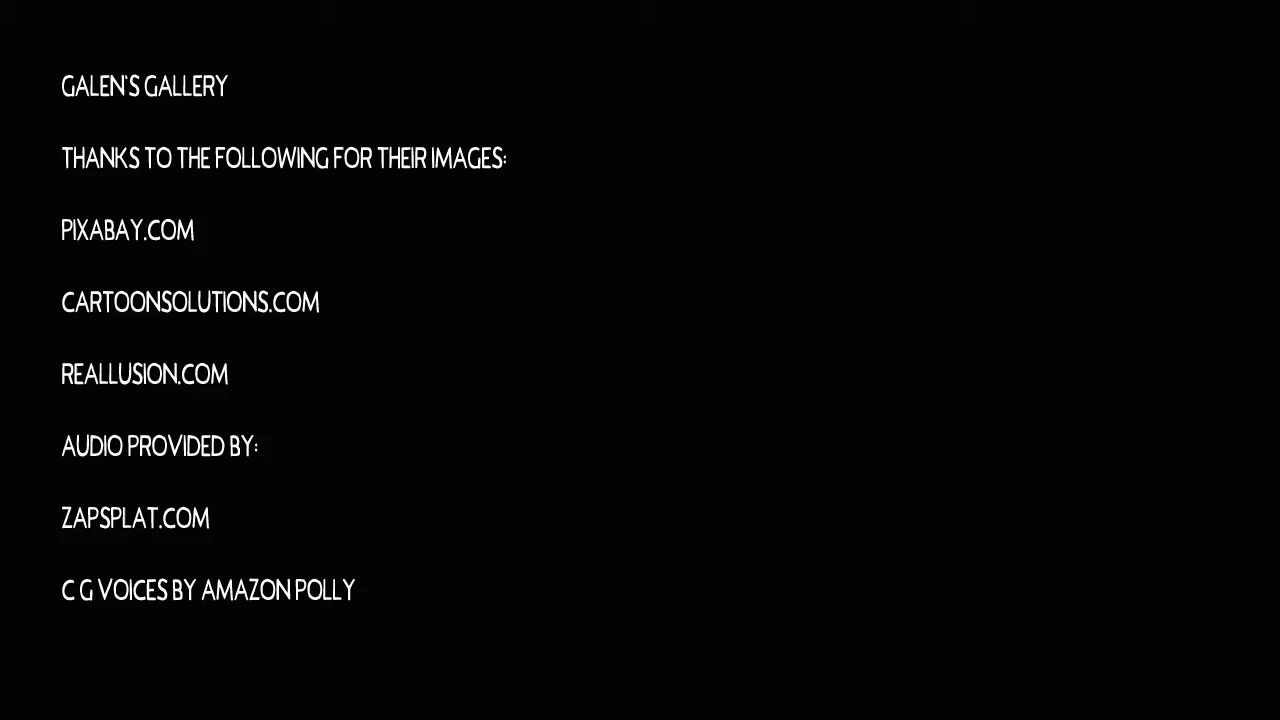 GALEN'S GALLERY
THANKS TO THE FOLLOWING FOR THEIR IMAGES:
PIXABAY.COM
CARTOONSOLUTIONS.COM
REALLUSION.COM
AUDIO PROVIDED BY:
ZAPSPLAT.COM
C G VOICES BY AMAZON POLLY